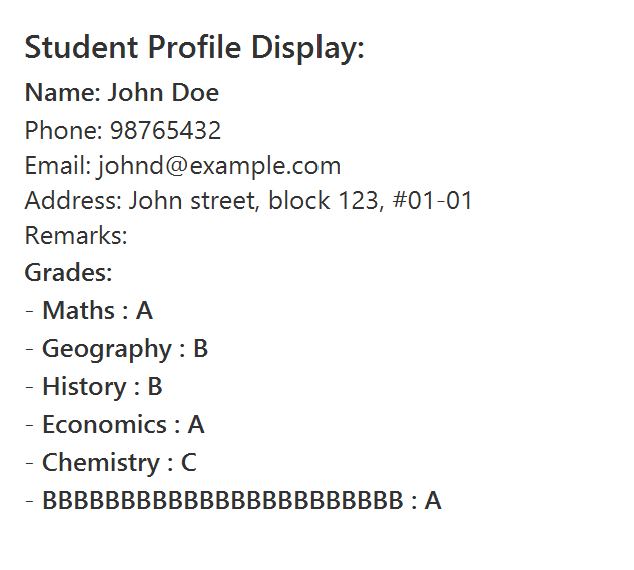 Student Profile Display:
Name: John Doe
Phone: 98765432
Email: johnd@example.com
Address: John street, block 123, #01-01
Remarks:
Grades:
- Maths : A
- Geography : B
- History : B
- Economics : A
- Chemistry : C
- BBBBBBBBBBBBBBBBBBBBBBB : A